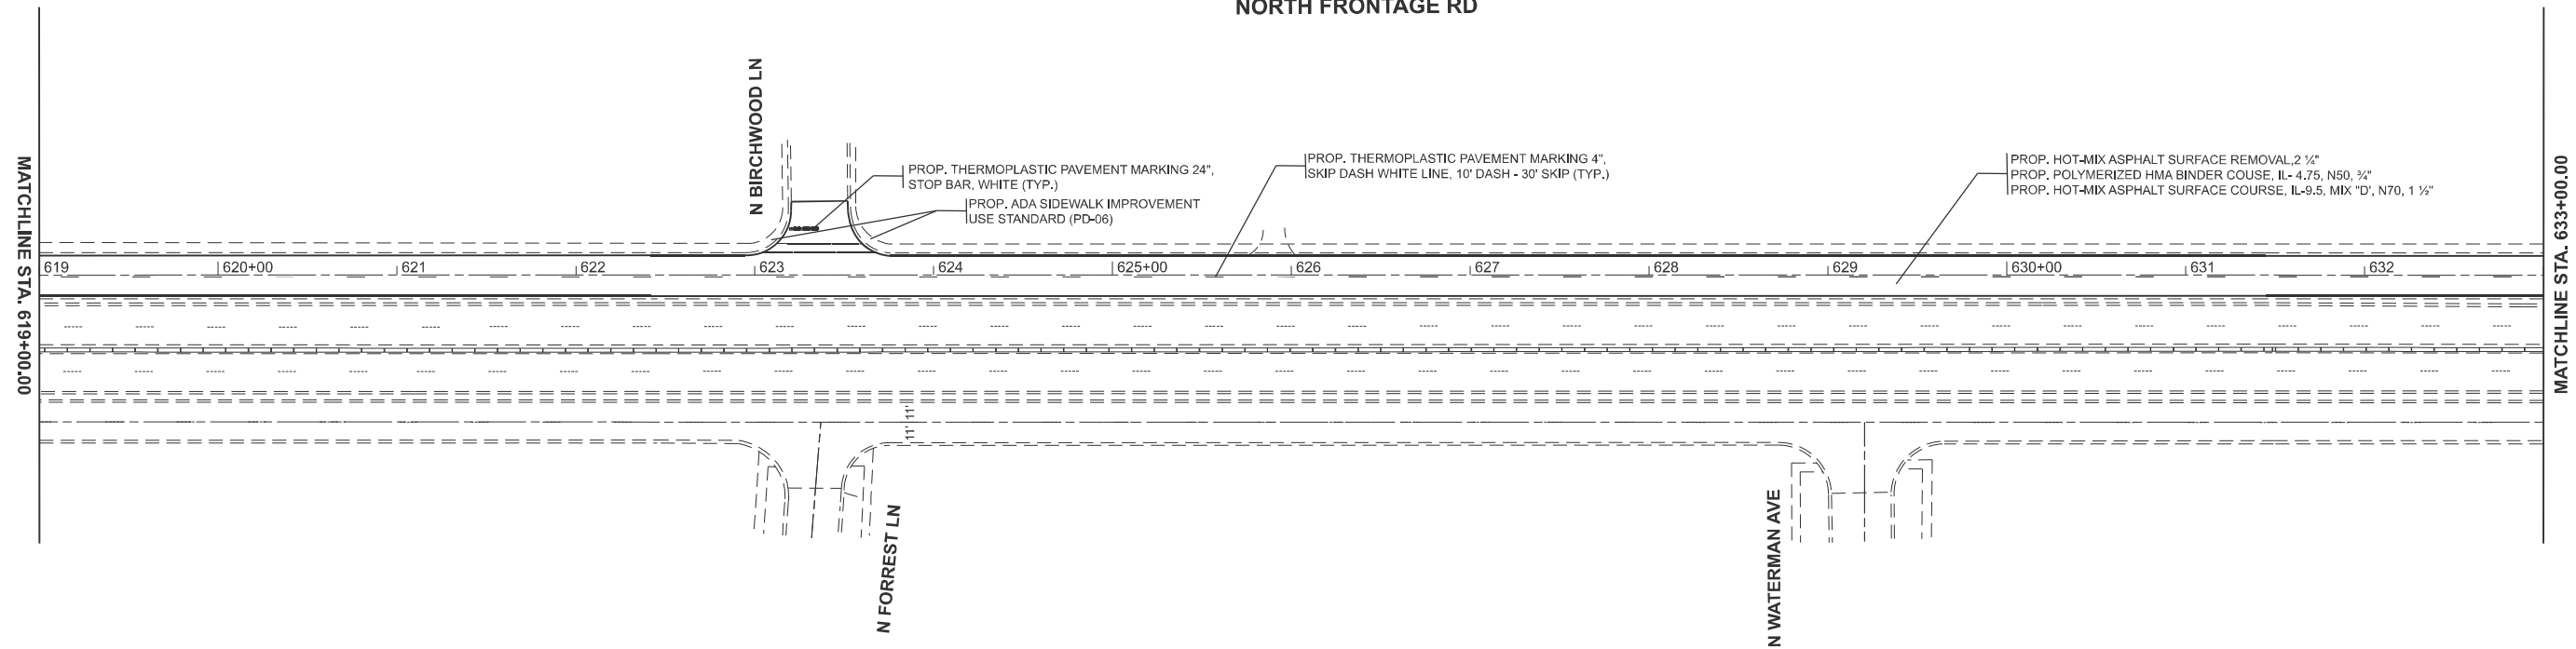 NORTH FRONTAGE RD
MATCHLINE STA. 619+00.00
N BIRCHWOOD LN
PROP. THERMOPLASTIC PAVEMENT MARKING 24",
STOP BAR, WHITE (TYP.)
PROP. ADA SIDEWALK IMPROVEMENT
USE STANDARD (PD-06)
PROP. THERMOPLASTIC PAVEMENT MARKING 4",
SKIP DASH WHITE LINE, 10' DASH - 30' SKIP (TYP.)
PROP. HOT-MIX ASPHALT SURFACE REMOVAL,2 ¼"
PROP. POLYMERIZED HMA BINDER COUSE, IL- 4.75, N50, ¾"
PROP. HOT-MIX ASPHALT SURFACE COURSE, IL-9.5, MIX "D', N70, 1 ½"
MATCHLINE STA. 633+00.00
619 620+00 621 622 623 624 625+00 626 627 628 629 630+00 631 632
11' 11'
N FORREST LN
N WATERMAN AVE